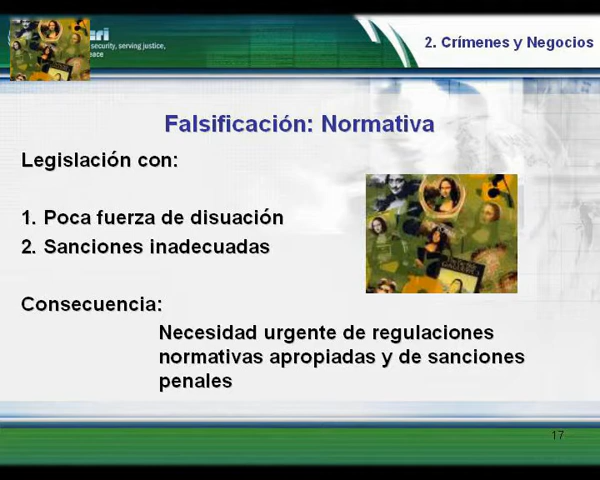 2. Crímenes y Negocios
security, serving justice,
Falsificación: Normativa
Legislación con:
1. Poca fuerza de disuación
2. Sanciones inadecuadas
Consecuencia:
Necesidad urgente de regulaciones
normativas apropiadas y de sanciones
penales
17